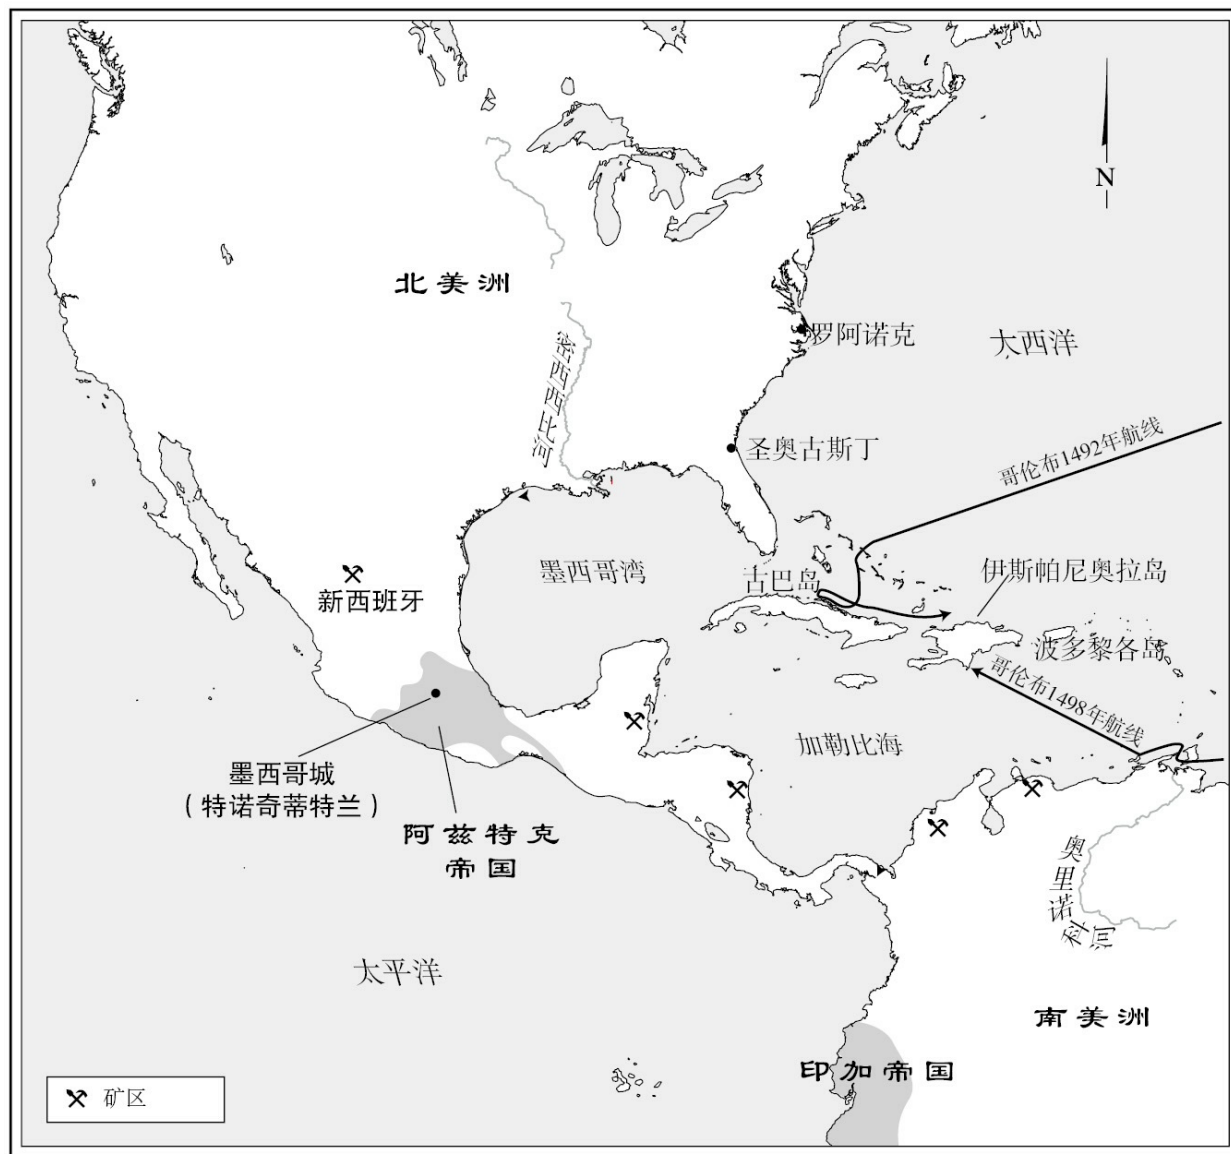 N
北美洲
密西西比河
罗阿诺克
大西洋
圣奥古斯丁
哥伦布1492年航线
墨西哥湾
古巴岛
伊斯帕尼奥拉岛
新西班牙
波多黎各岛
哥伦布1498年航线
加勒比海
墨西哥城
（特诺奇蒂特兰）
阿兹特克
帝国
奥里诺科河
太平洋
南美洲
印加帝国
矿区